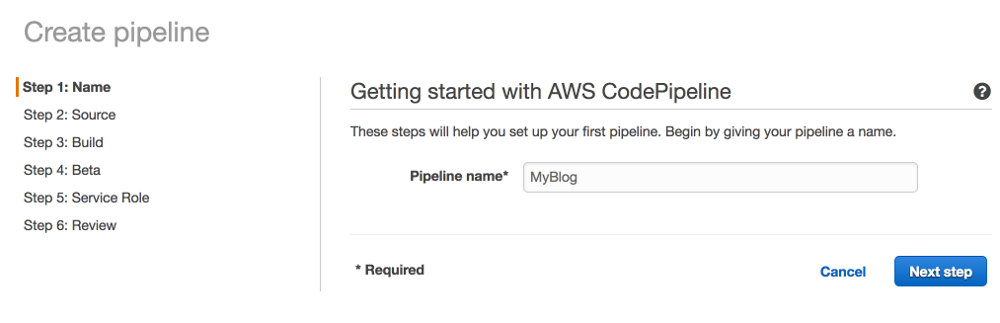 Create pipeline
Step 1: Name
Step 2: Source
Step 3: Build
Step 4: Beta
Step 5: Service Role
Step 6: Review
Getting started with AWS CodePipeline
?
These steps will help you set up your first pipeline. Begin by giving your pipeline a name.
Pipeline name* MyBlog
* Required
Cancel Next step